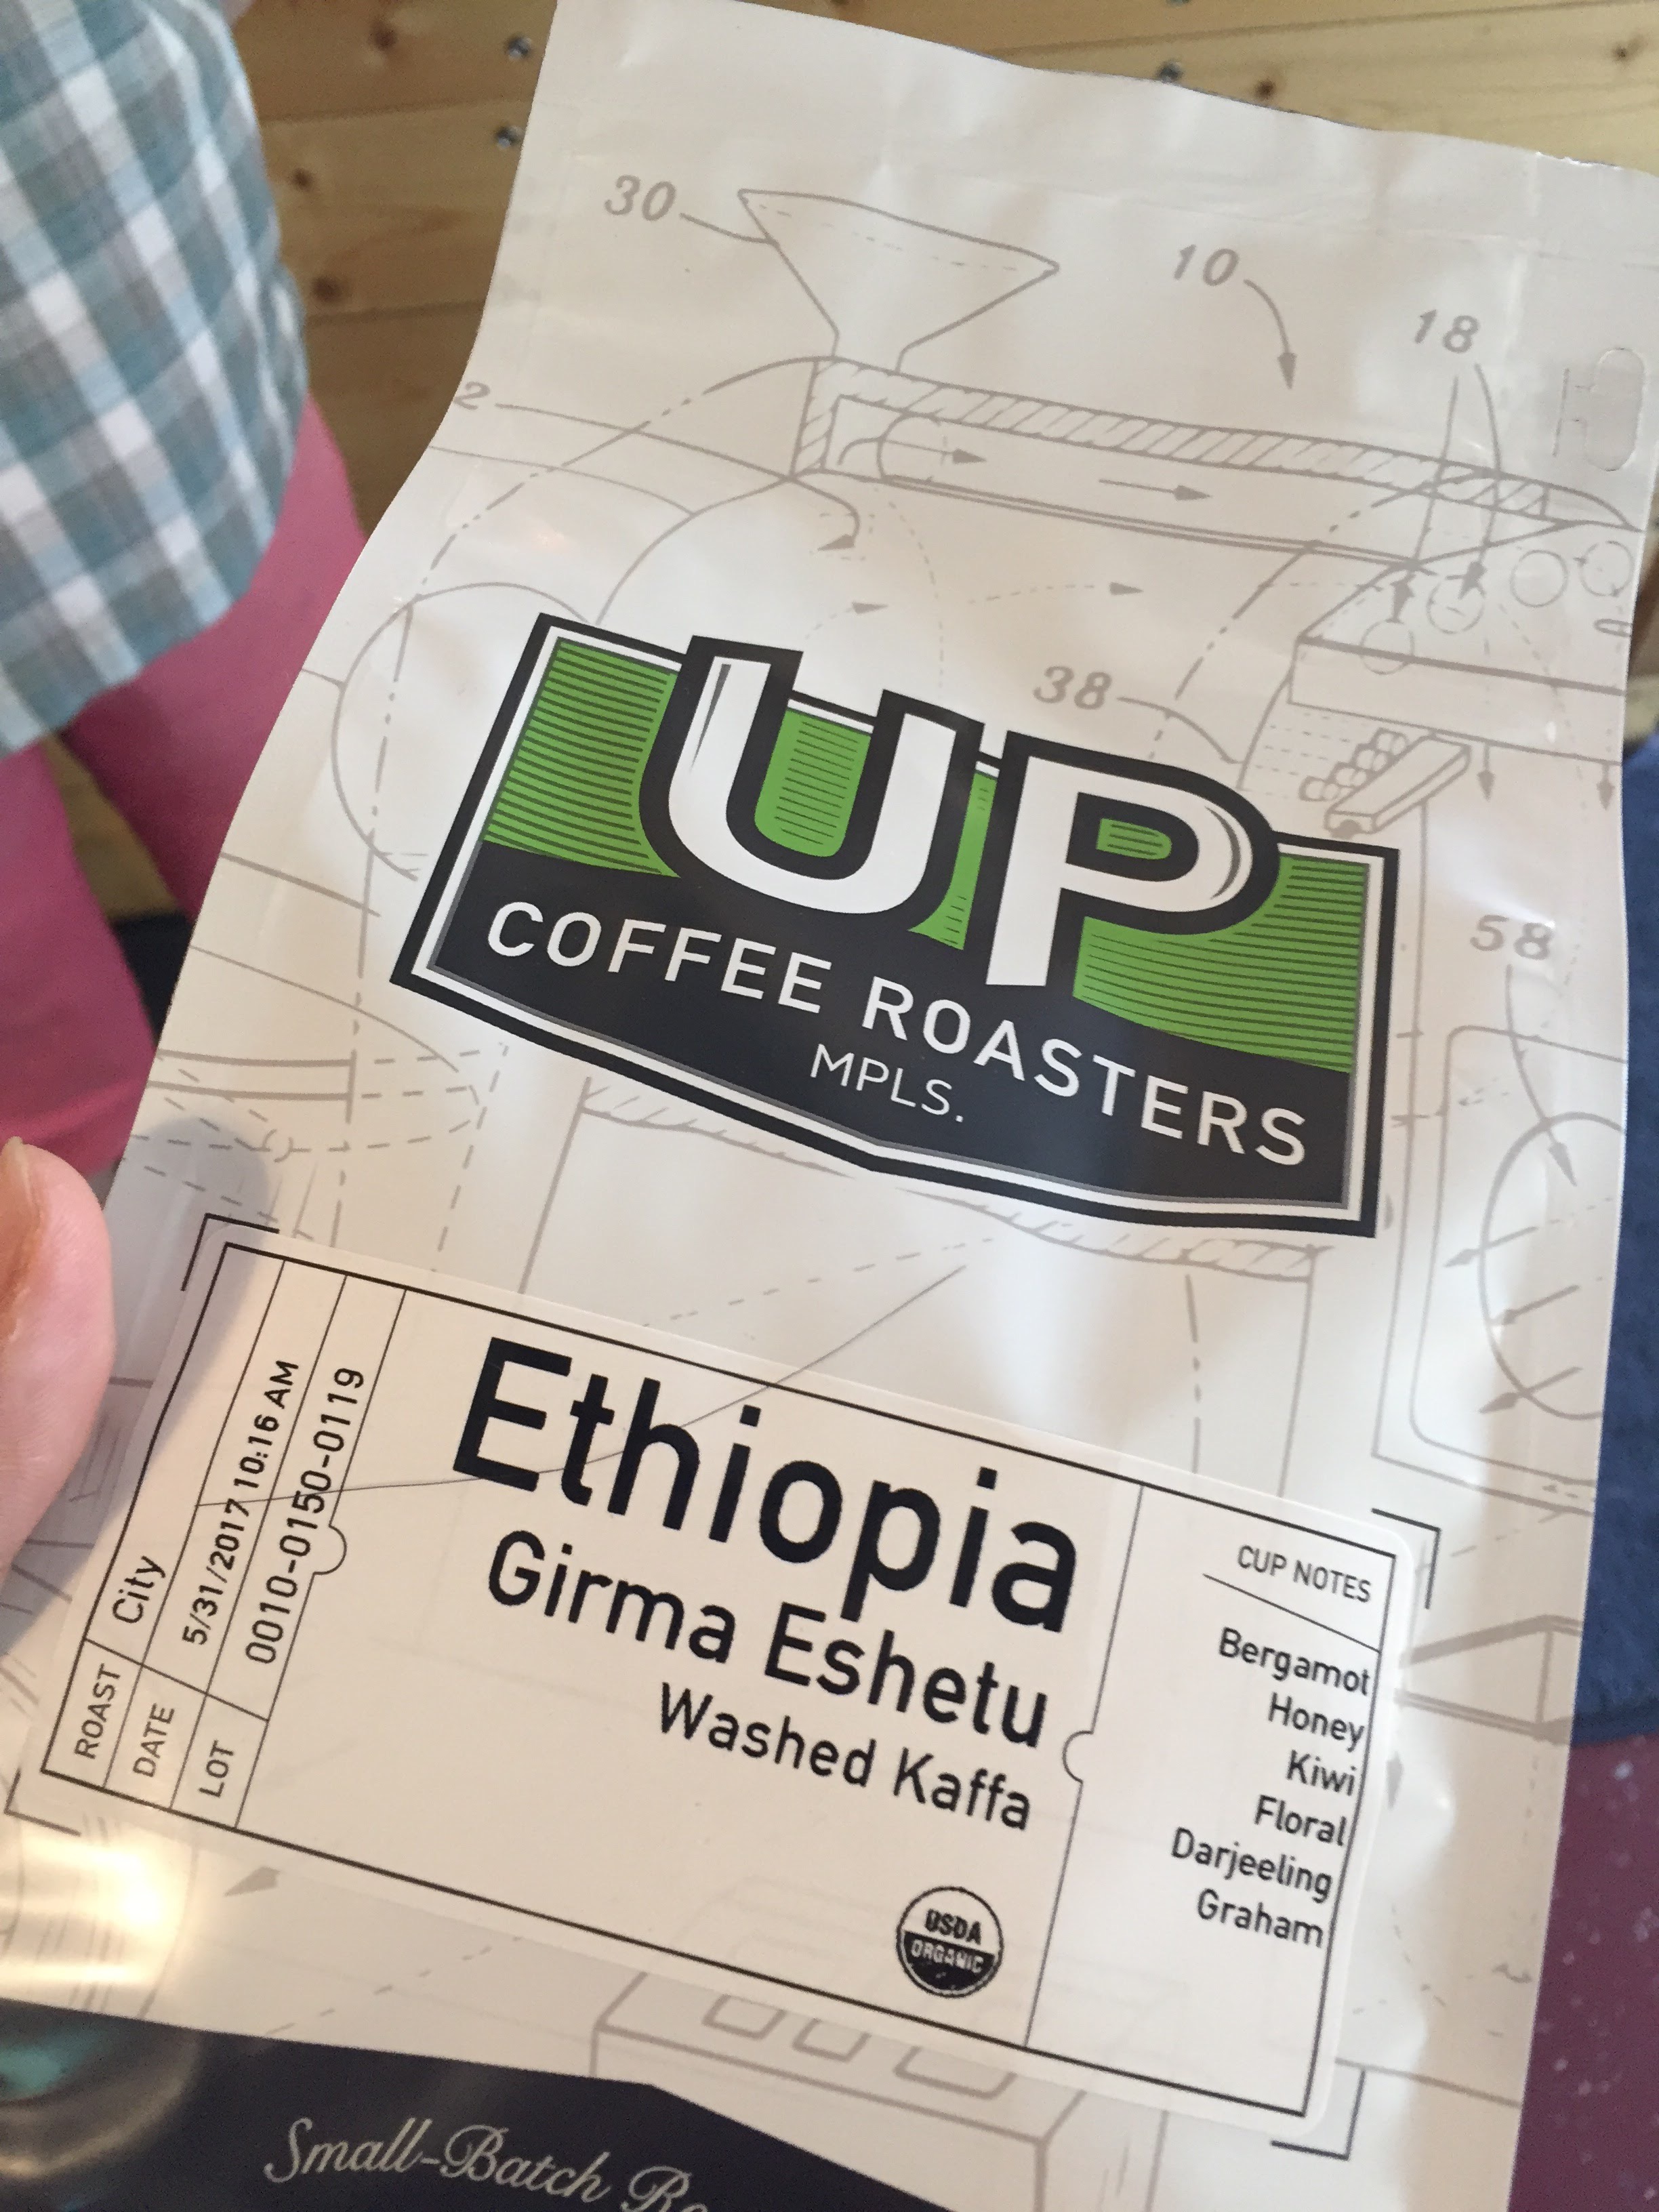 30
10
18
2
38
58
UP
COFFEE ROASTERS
MPLS.
ROAST City
DATE 5/31/2017 10:16 AM
LOT 0010-0150-0119
Ethiopia
Girma Eshetu
Washed Kaffa
USDA
ORGANIC
CUP NOTES
Bergamot
Honey
Kiwi
Floral
Darjeeling
Graham
Small-Batch